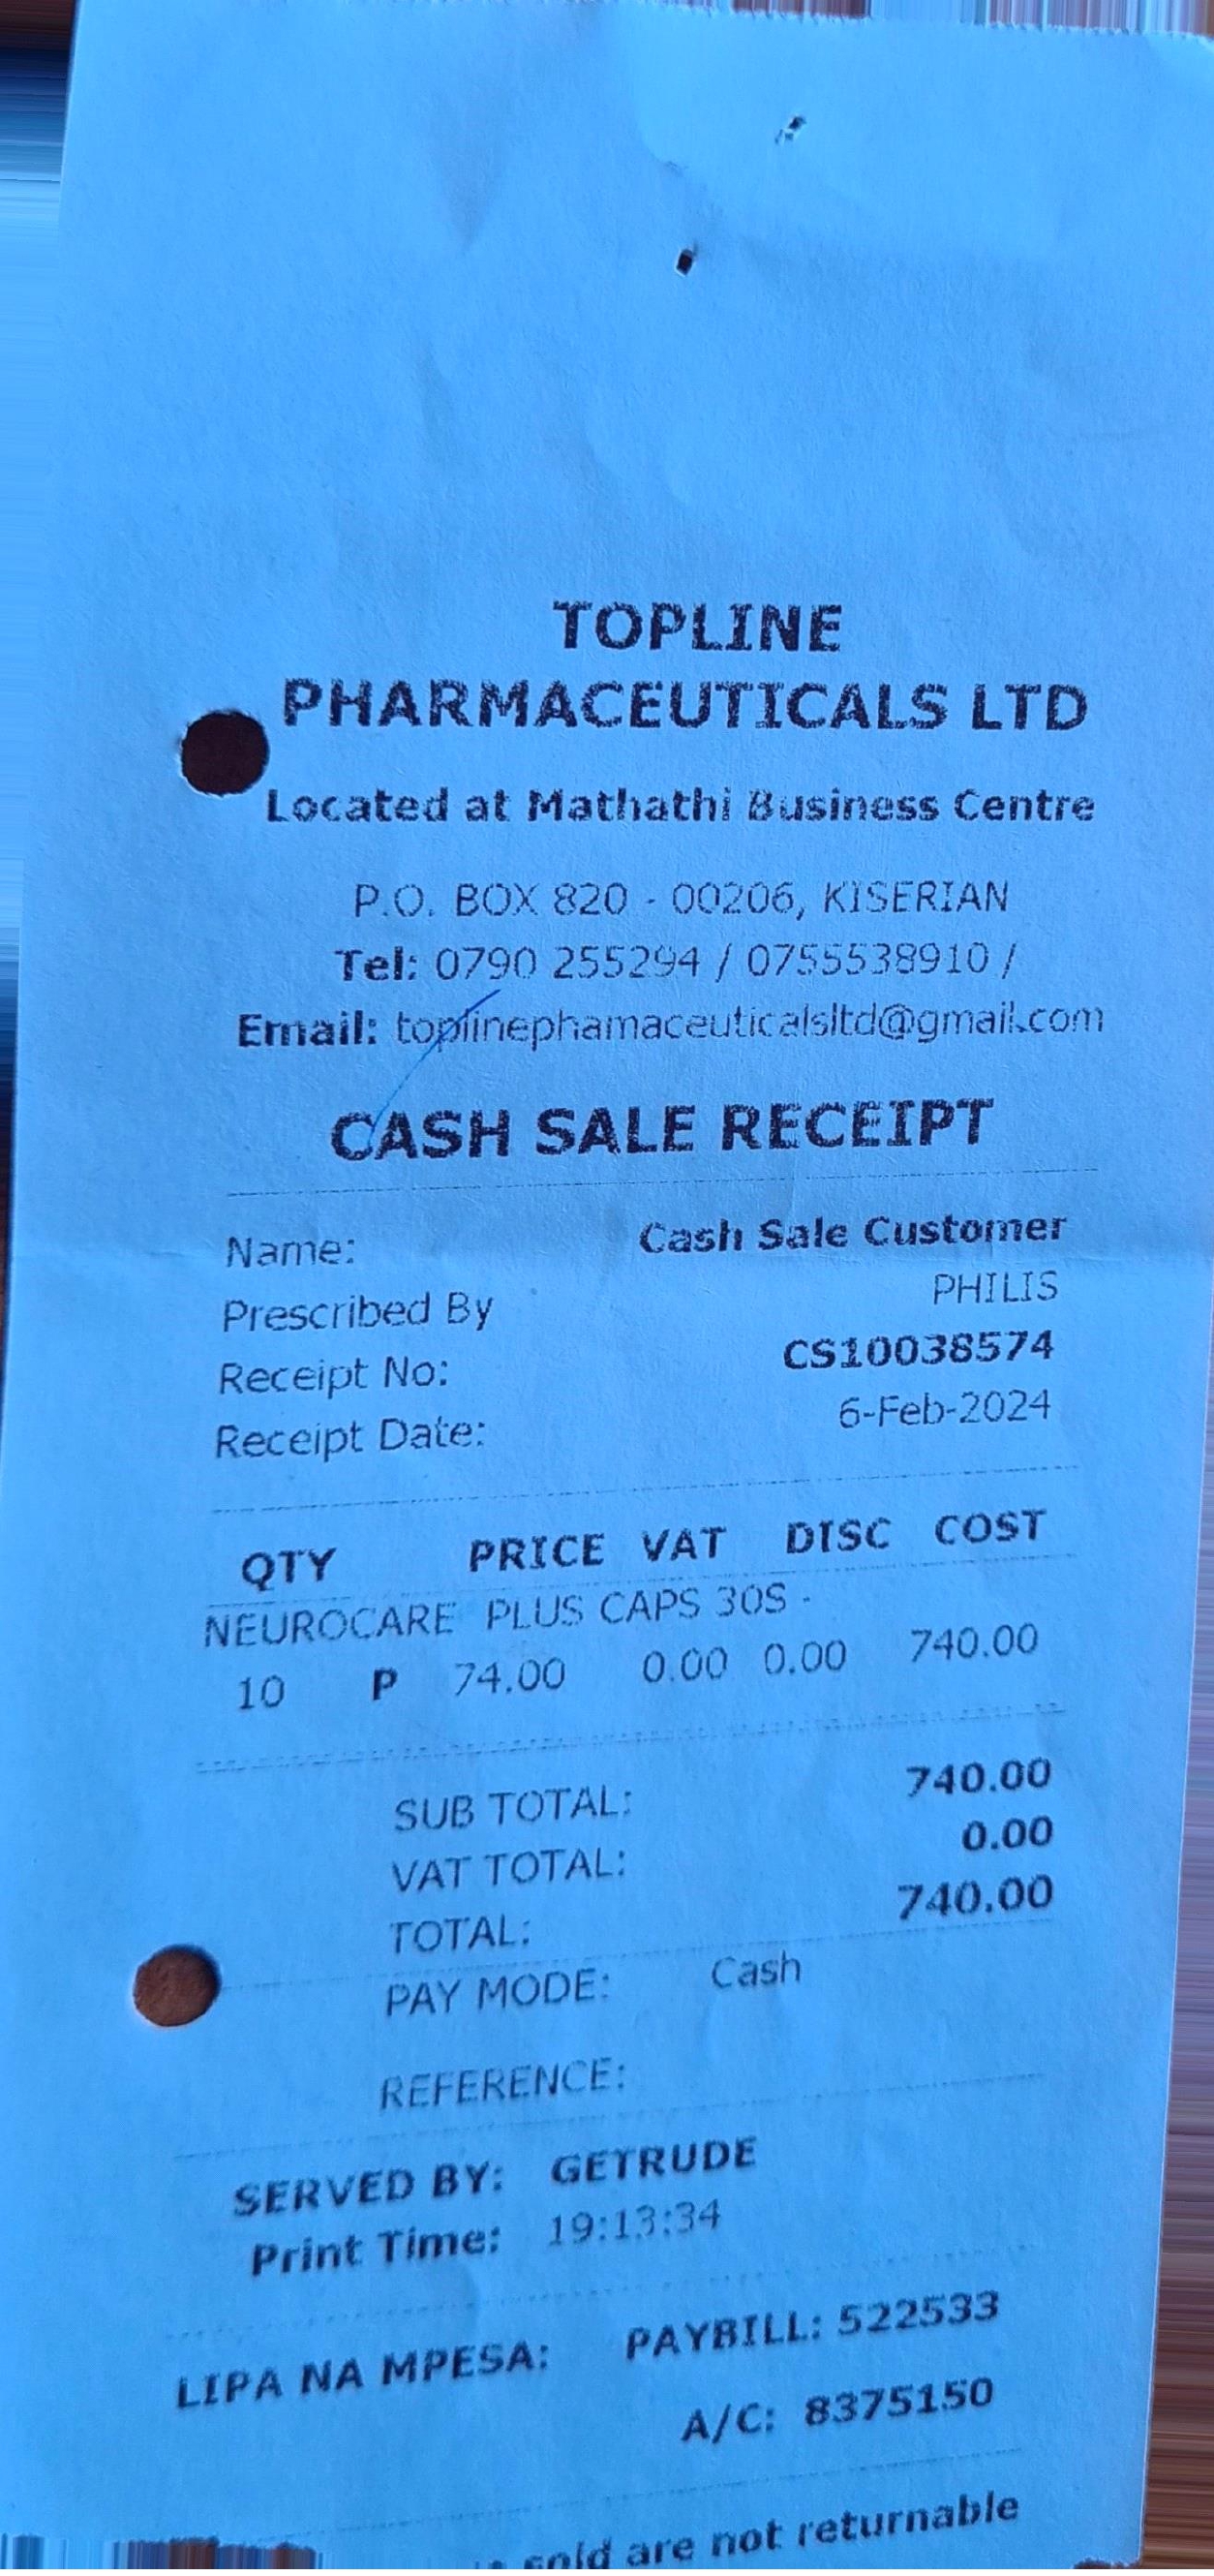 TOPLINE
PHARMACEUTICALS LTD
Located at Mathathi Business Centre
P.O. BOX 820 - 00206, KISERIAN
Tel: 0790 255294 / 0755538910 /
Email: toplinephamaceuticalsltd@gmail.com
CASH SALE RECEIPT
Name: Cash Sale Customer
Prescribed By PHILIS
Receipt No: CS10038574
Receipt Date: 6-Feb-2024
QTY PRICE VAT DISC COST
NEUROCARE PLUS CAPS 30S -
10 P 74.00 0.00 0.00 740.00
SUB TOTAL: 740.00
VAT TOTAL: 0.00
TOTAL: 740.00
PAY MODE: Cash
REFERENCE:
SERVED BY: GETRUDE
Print Time: 19:13:34
LIPA NA MPESA: PAYBILL: 522533
A/C: 8375150
sold are not returnable